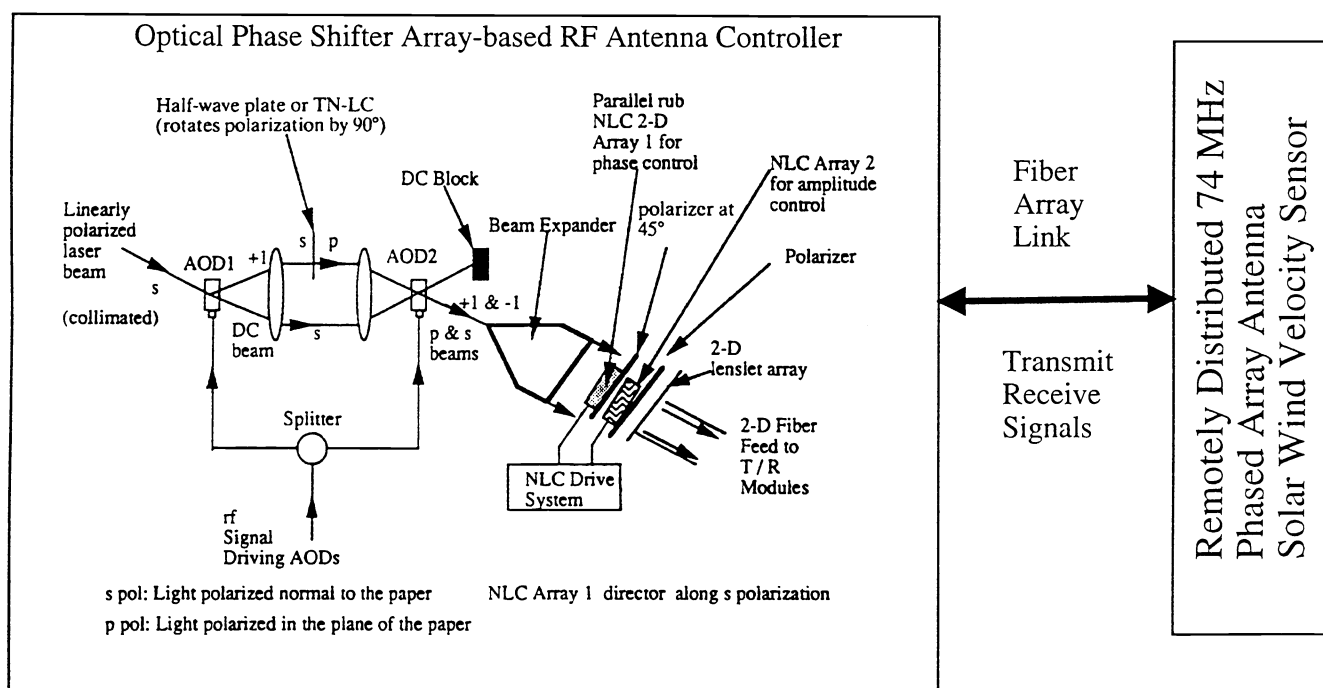 Optical Phase Shifter Array-based RF Antenna Controller
Half-wave plate or TN-LC
(rotates polarization by 90°)
Parallel rub
NLC 2-D
Array 1 for
phase control
NLC Array 2
for amplitude
control
DC Block
Linearly
polarized
laser
beam
s
(collimated)
AOD1
+1
s
p
DC
beam
s
AOD2
Beam Expander
polarizer at
45°
Polarizer
+1 & -1
p & s
beams
2-D
lenslet array
Splitter
2-D Fiber
Feed to
T / R
Modules
NLC Drive
System
rf
Signal
Driving AODs
s pol: Light polarized normal to the paper
NLC Array 1 director along s polarization
p pol: Light polarized in the plane of the paper
Fiber
Array
Link
Transmit
Receive
Signals
Remotely Distributed 74 MHz
Phased Array Antenna
Solar Wind Velocity Sensor